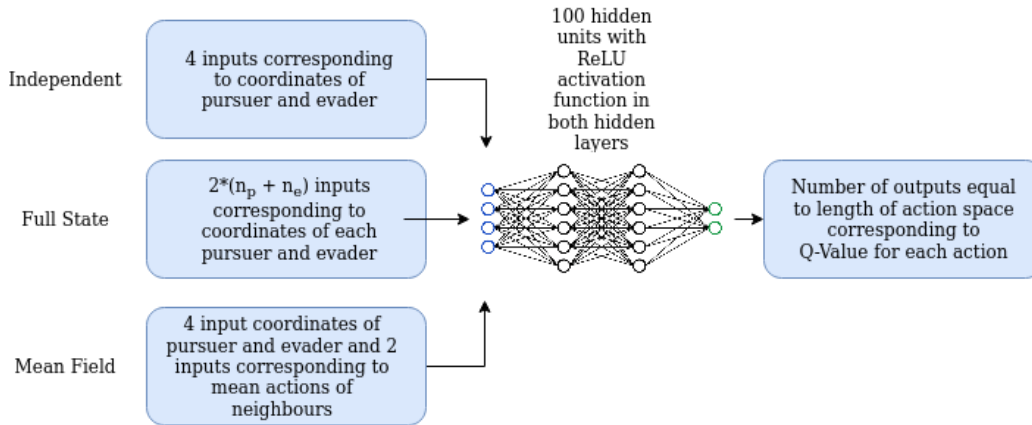 Independent
4 inputs corresponding
to coordinates of
pursuer and evader
100 hidden
units with
ReLU
activation
function in
both hidden
layers
Full State
2*(n_p + n_e) inputs
corresponding to
coordinates of each
pursuer and evader
Number of outputs equal
to length of action space
corresponding to
Q-Value for each action
Mean Field
4 input coordinates of
pursuer and evader and 2
inputs corresponding to
mean actions of
neighbours